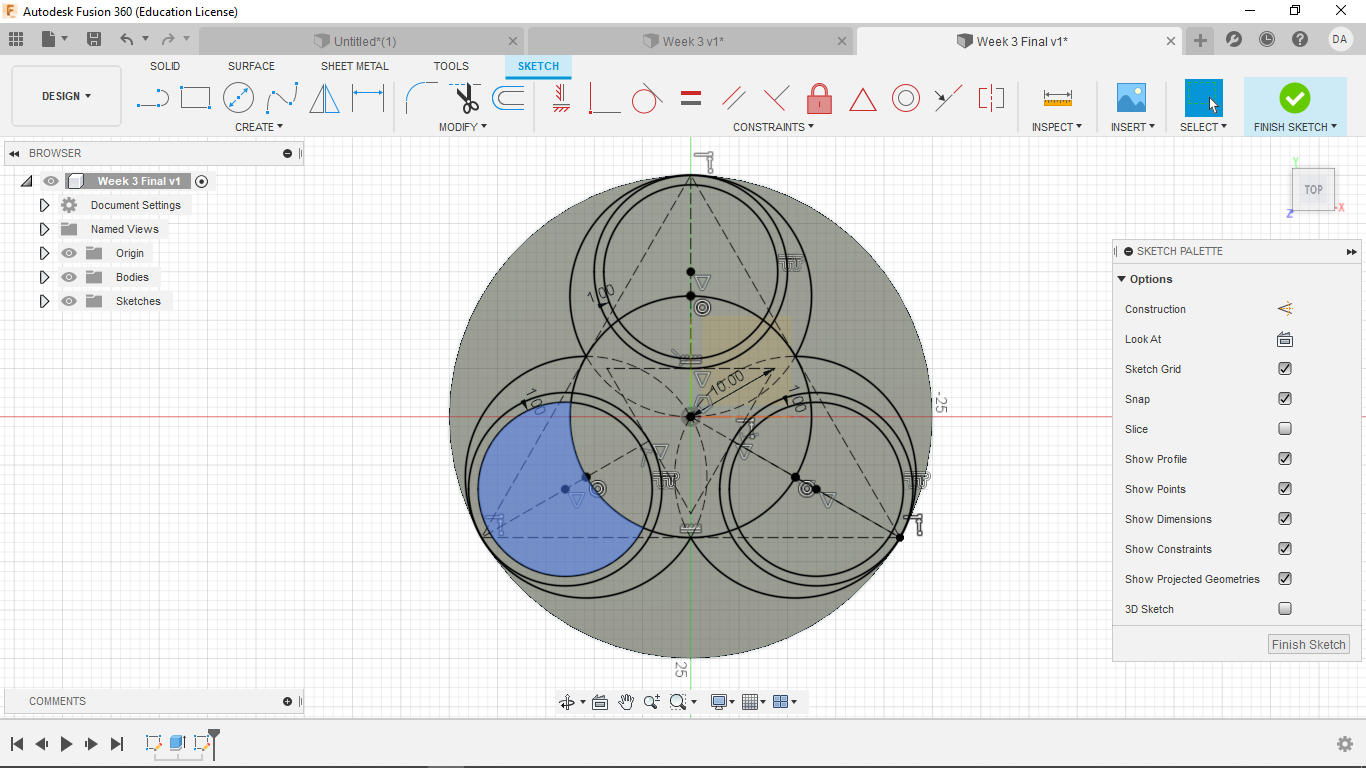 Autodesk Fusion 360 (Education License)
Untitled*(1)
Week 3 v1*
Week 3 Final v1*
DA
DESIGN
SOLID SURFACE SHEET METAL TOOLS SKETCH
CREATE MODIFY CONSTRAINTS INSPECT INSERT SELECT FINISH SKETCH
BROWSER
Week 3 Final v1
Document Settings
Named Views
Origin
Bodies
Sketches
Y
TOP
Z
X
1.00
10.00
1.00
1.00
-25
25
SKETCH PALETTE
Options
Construction
Look At
Sketch Grid
Snap
Slice
Show Profile
Show Points
Show Dimensions
Show Constraints
Show Projected Geometries
3D Sketch
Finish Sketch
COMMENTS